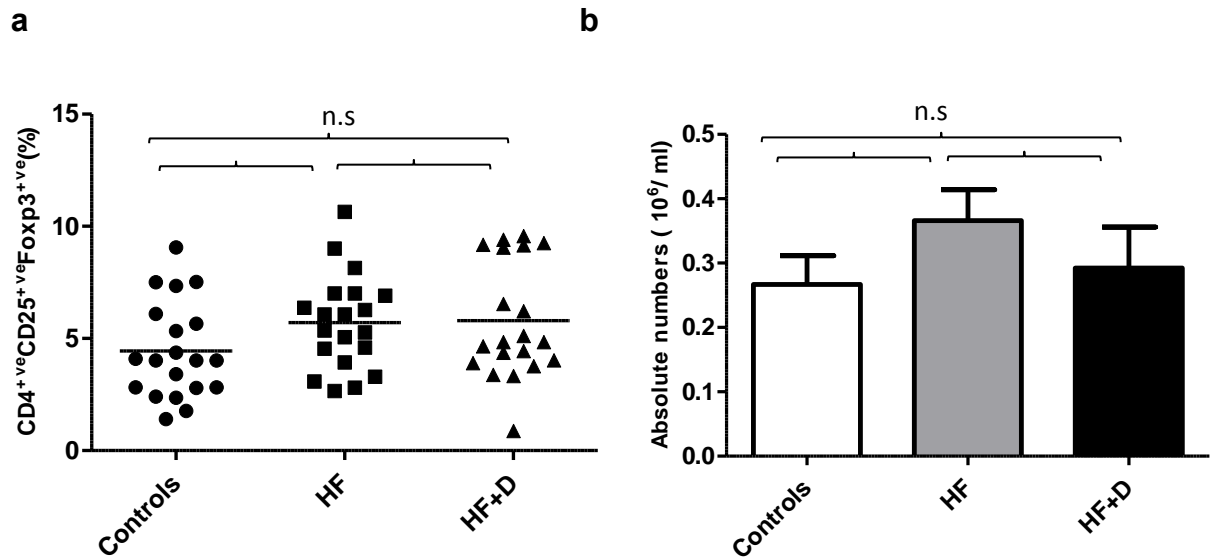 a
b
n.s
15
10
5
0
CD4+veCD25+veFoxp3+ve(%)
Controls
HF
HF+D
n.s
0.5
0.4
0.3
0.2
0.1
0.0
Absolute numbers ( 10⁶/ ml)
Controls
HF
HF+D